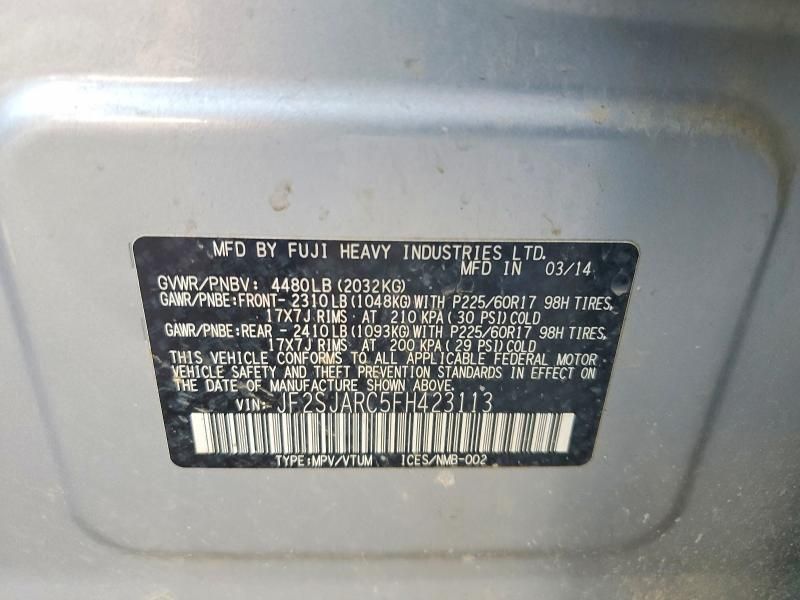 MFD BY FUJI HEAVY INDUSTRIES LTD.
MFD IN 03/14
GVWR/PNBV: 4480LB(2032KG)
GAWR/PNBE:FRONT- 2310LB(1048KG)WITH P225/60R17 98H TIRES,
17X7J RIMS AT 210 KPA(30 PSI)COLD
GAWR/PNBE:REAR - 2410LB(1093KG)WITH P225/60R17 98H TIRES,
17X7J RIMS AT 200 KPA(29 PSI)COLD
THIS VEHICLE CONFORMS TO ALL APPLICABLE FEDERAL MOTOR
VEHICLE SAFETY AND THEFT PREVENTION STANDARDS IN EFFECT ON
THE DATE OF MANUFACTURE SHOWN ABOVE.
VIN: JF2SJARC5FH423113
TYPE:MPV/VTUM ICES/NMB-002